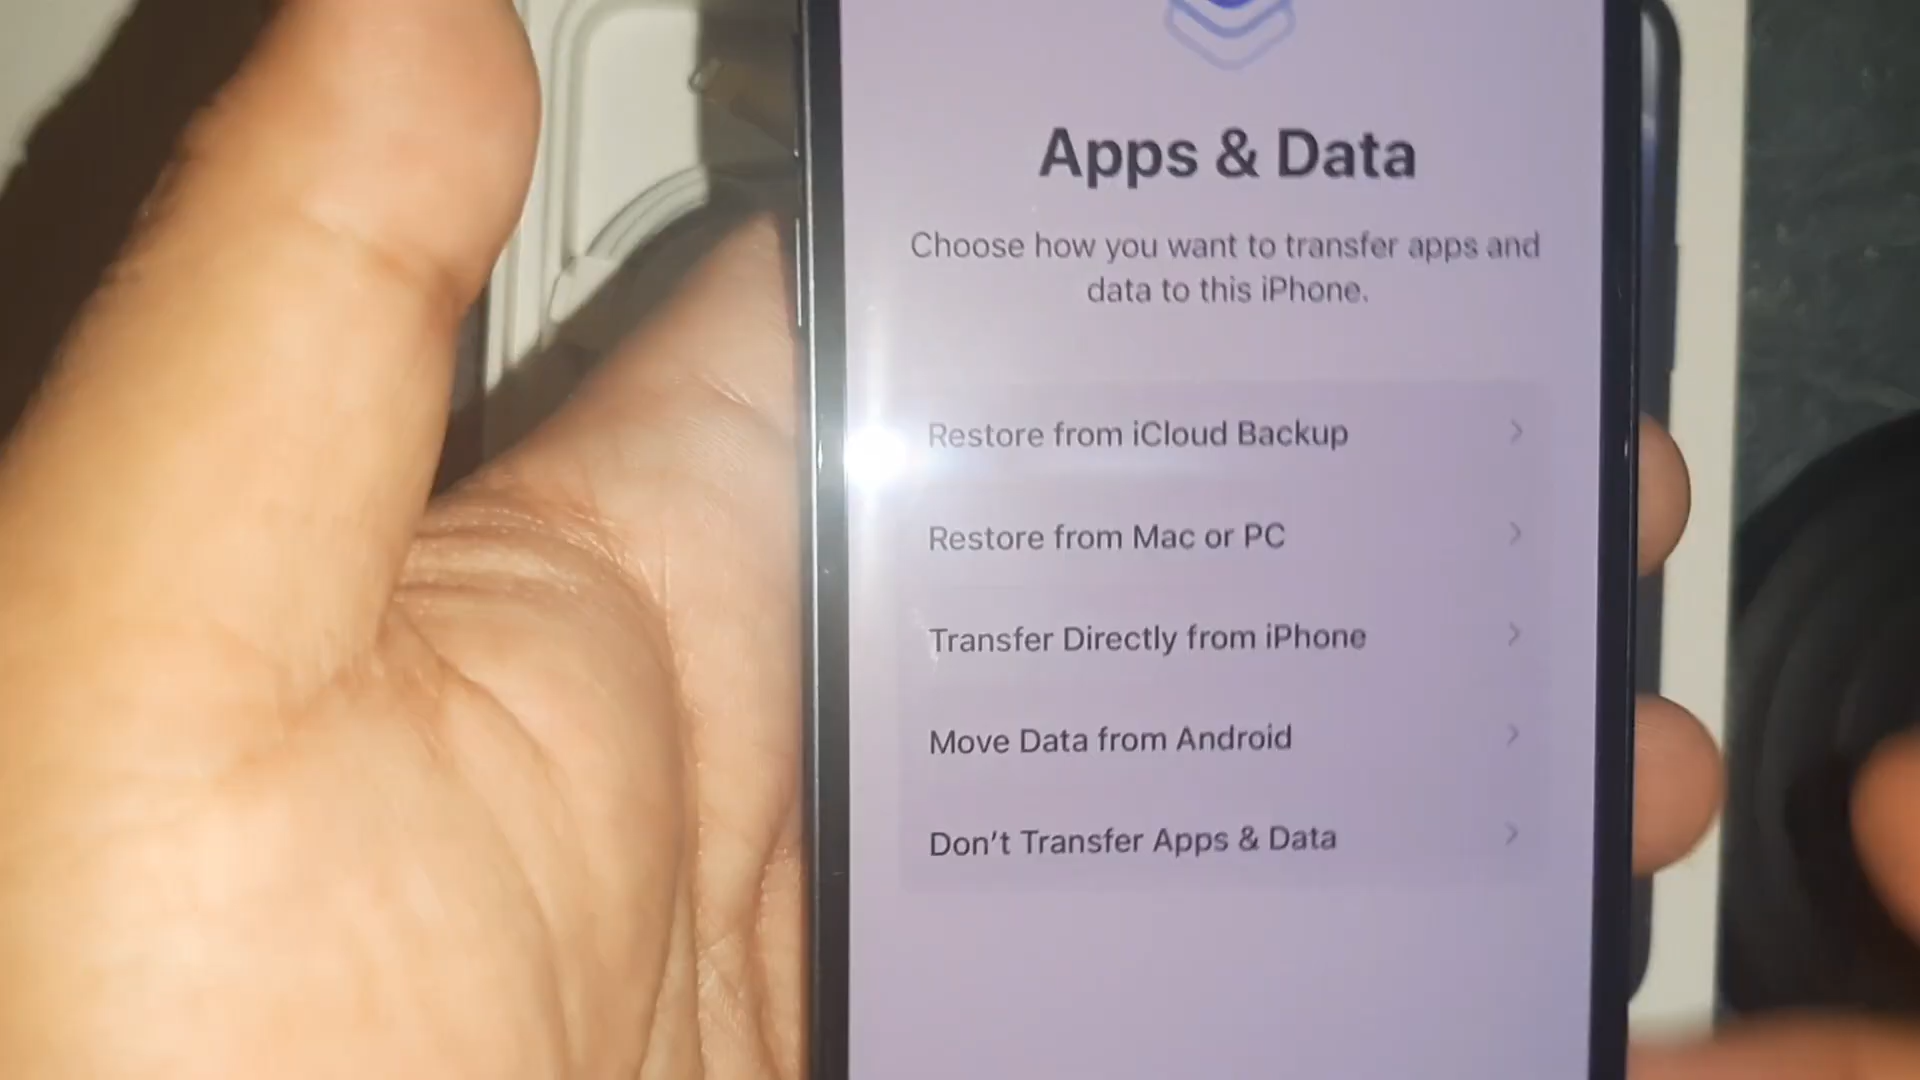 Apps & Data
Choose how you want to transfer apps and
data to this iPhone.
Restore from iCloud Backup
Restore from Mac or PC
Transfer Directly from iPhone
Move Data from Android
Don't Transfer Apps & Data